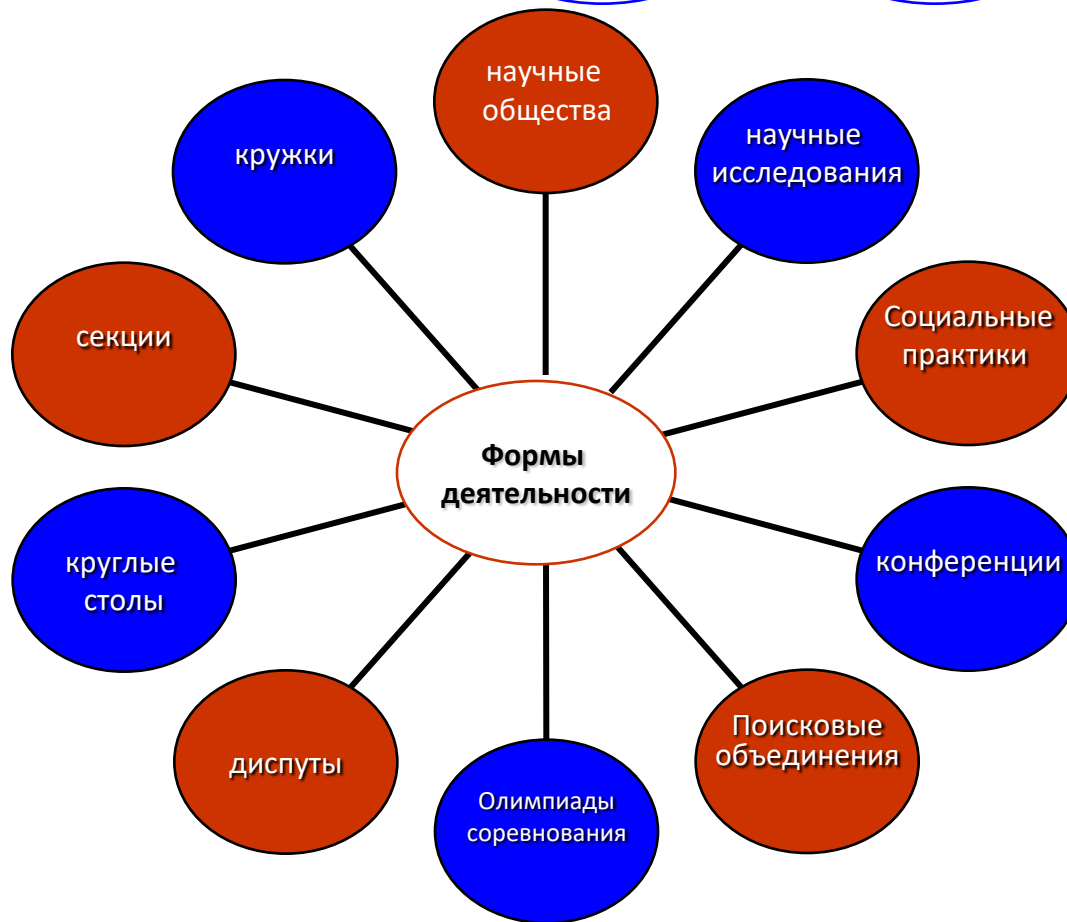 научные
общества
кружки
научные
исследования
секции
Социальные
практики
Формы
деятельности
круглые
столы
конференции
диспуты
Поисковые
объединения
Олимпиады
соревнования